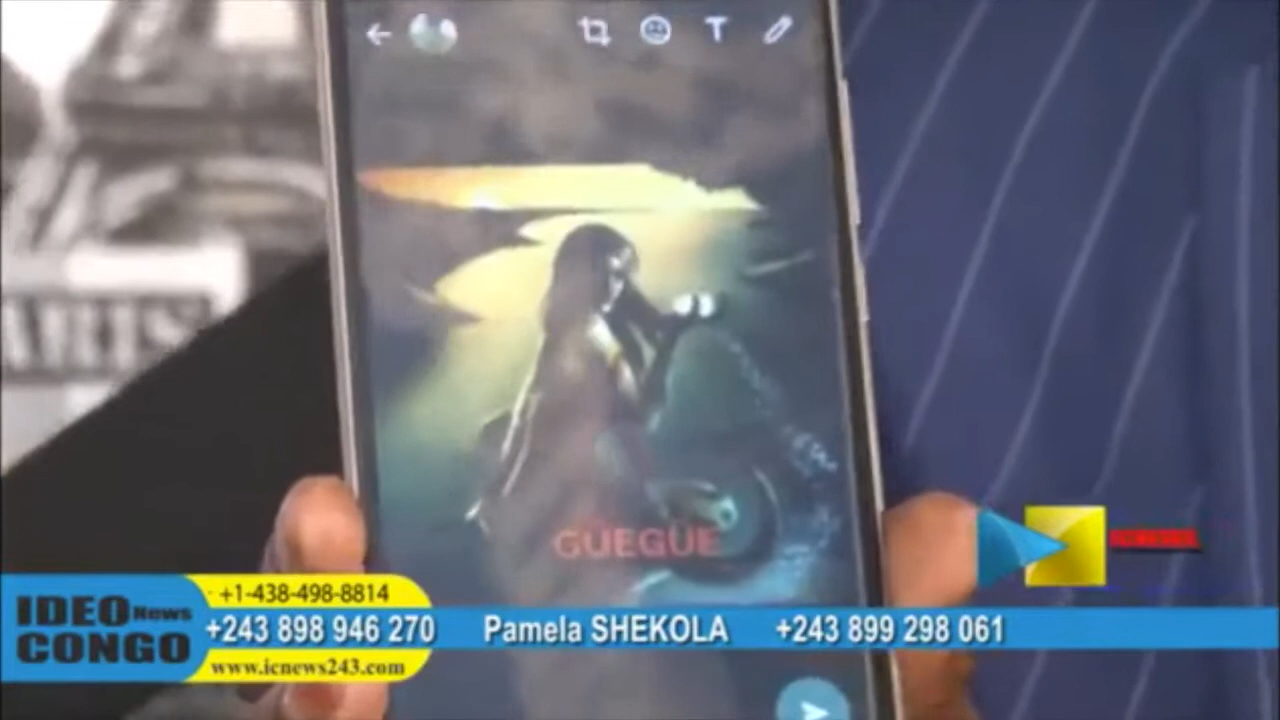 T
ARIS
GUEGUE
IDEO News
CONGO
+1-438-498-8814
+243 898 946 270 Pamela SHEKOLA +243 899 298 061
www.icnews243.com